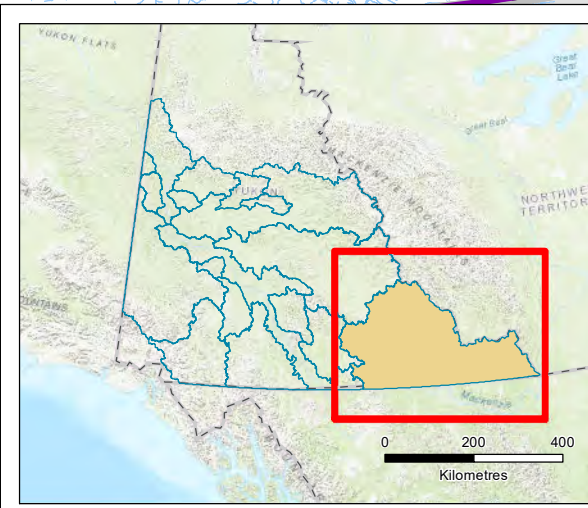 YUKON FLATS
Great
Bear
Lake
Great Bear
MACKENZIE MOUNTAINS
YUKON
NORTHWE
TERRITOR
OUNTAINS
Mackenzie
0 200 400
Kilometres